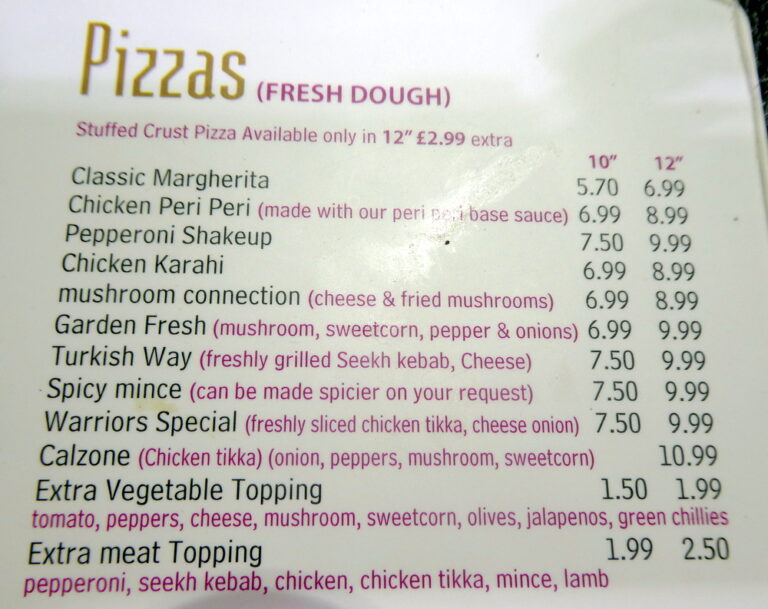 Pizzas (FRESH DOUGH)
Stuffed Crust Pizza Available only in 12" £2.99 extra
10" 12"
Classic Margherita 5.70 6.99
Chicken Peri Peri (made with our peri peri base sauce) 6.99 8.99
Pepperoni Shakeup 7.50 9.99
Chicken Karahi 6.99 8.99
mushroom connection (cheese & fried mushrooms) 6.99 8.99
Garden Fresh (mushroom, sweetcorn, pepper & onions) 6.99 9.99
Turkish Way (freshly grilled Seekh kebab, Cheese) 7.50 9.99
Spicy mince (can be made spicier on your request) 7.50 9.99
Warriors Special (freshly sliced chicken tikka, cheese onion) 7.50 9.99
Calzone (Chicken tikka) (onion, peppers, mushroom, sweetcorn) 10.99
Extra Vegetable Topping 1.50 1.99
tomato, peppers, cheese, mushroom, sweetcorn, olives, jalapenos, green chillies
Extra meat Topping 1.99 2.50
pepperoni, seekh kebab, chicken, chicken tikka, mince, lamb